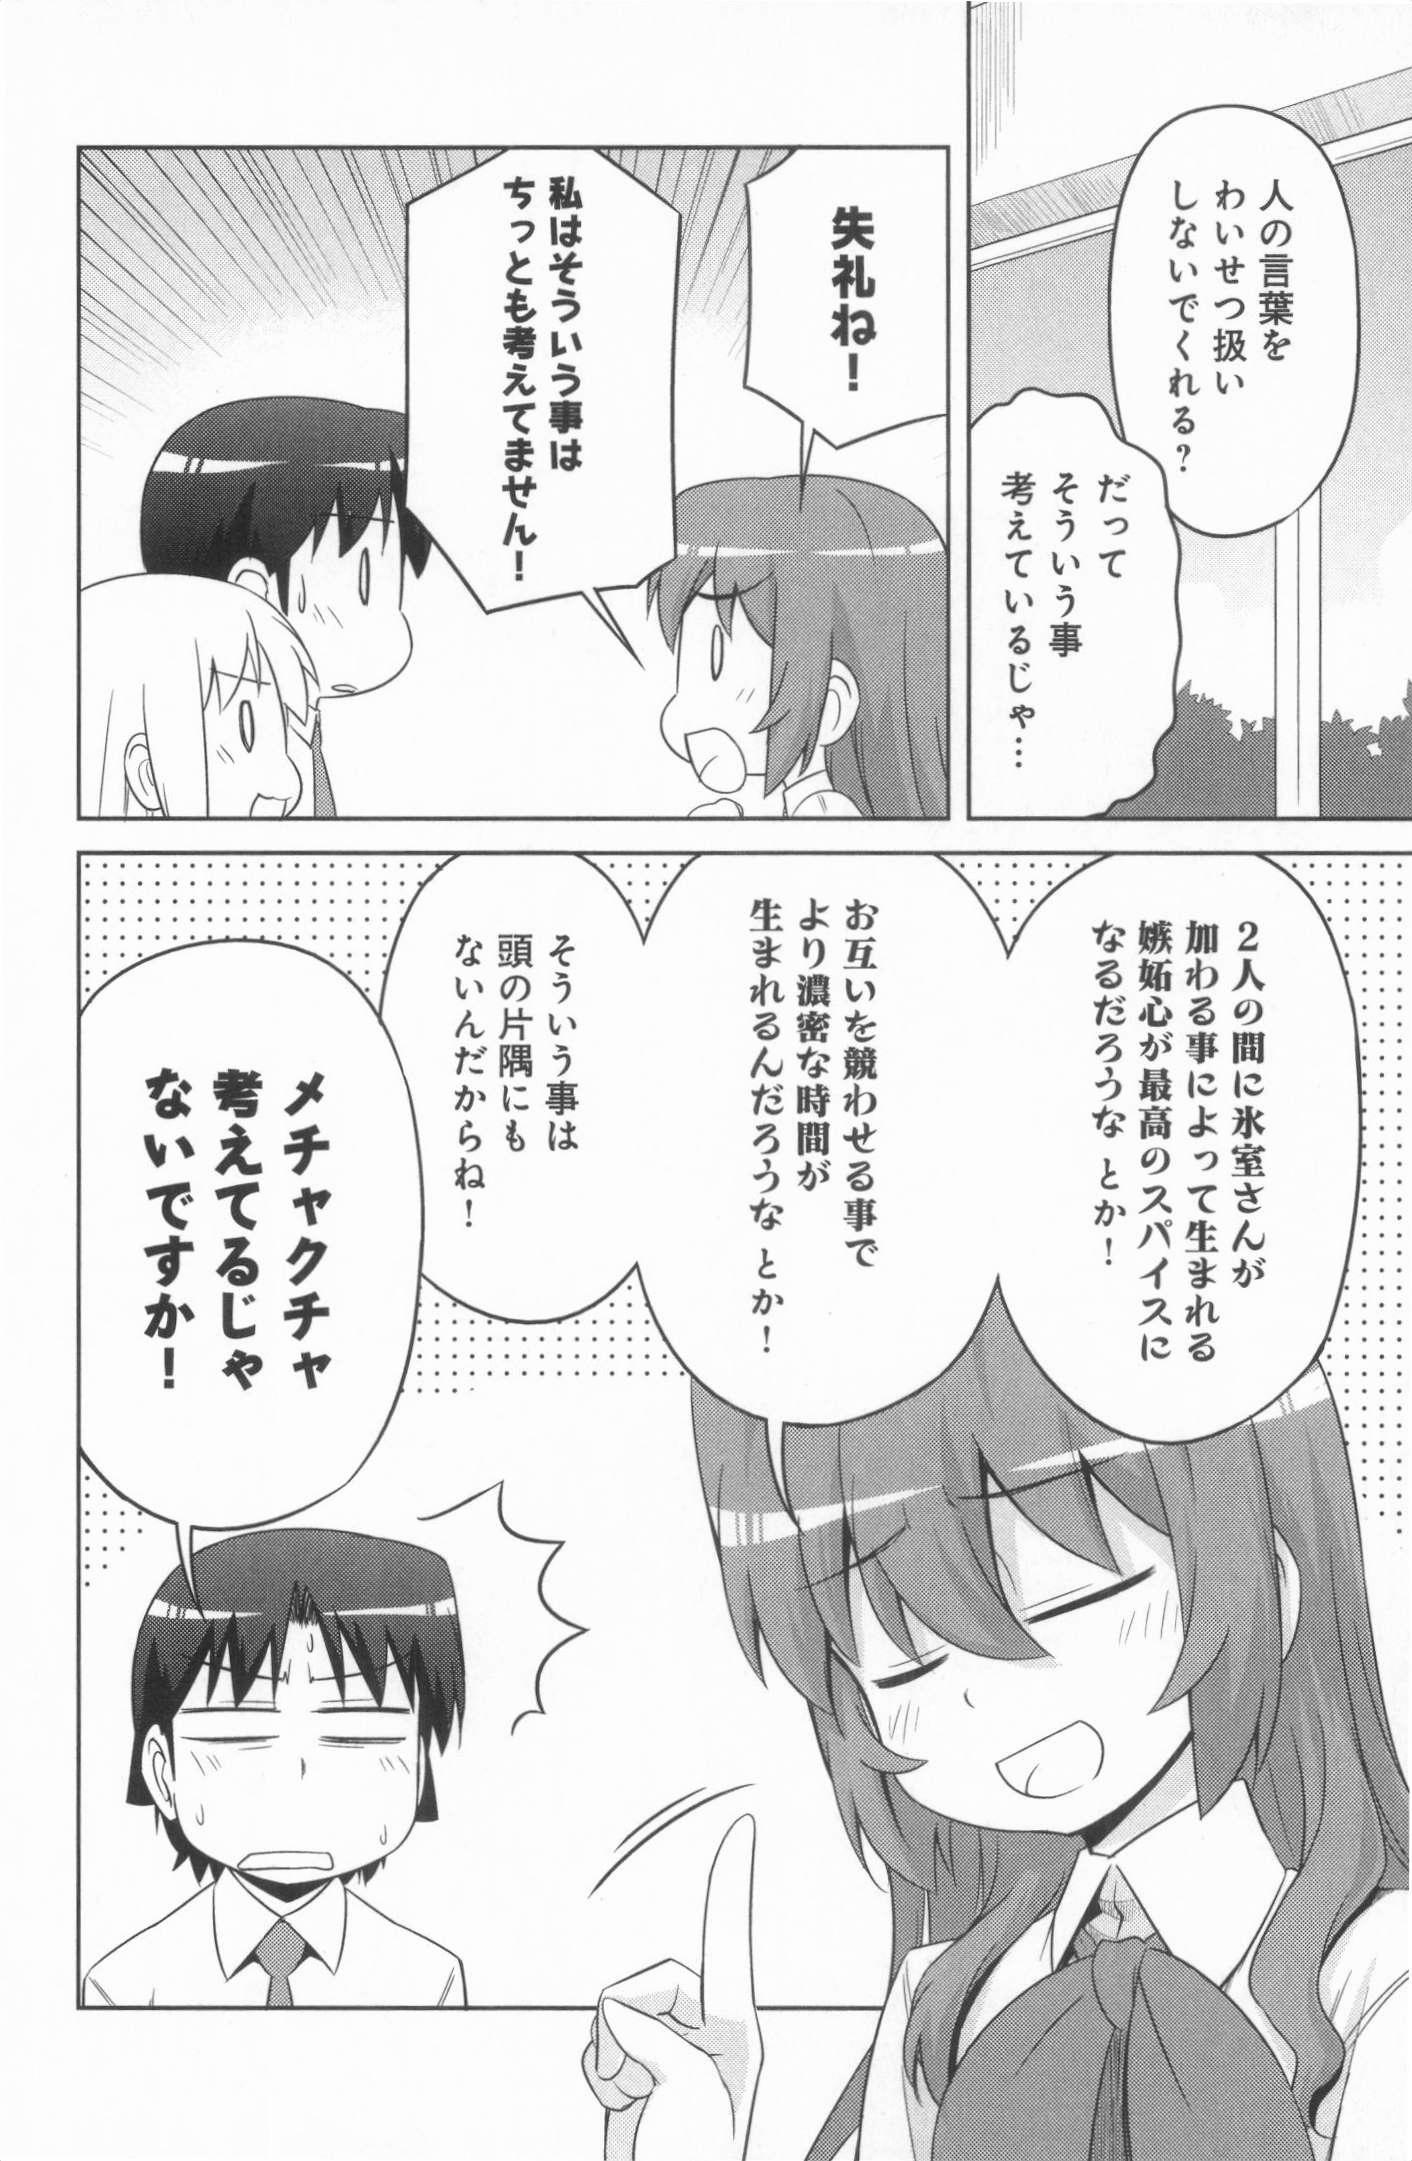 人の言葉を
わいせつ扱い
しないでくれる？
だって
そういう事
考えているじゃ…
失礼ね！
私はそういう事は
ちっとも考えてません！
２人の間に氷室さんが
加わる事によって生まれる
嫉妬心が最高のスパイスに
なるだろうな とか！
お互いを競わせる事で
より濃密な時間が
生まれるんだろうな とか！
そういう事は
頭の片隅にも
ないんだからね！
メチャクチャ
考えてるじゃ
ないですか！